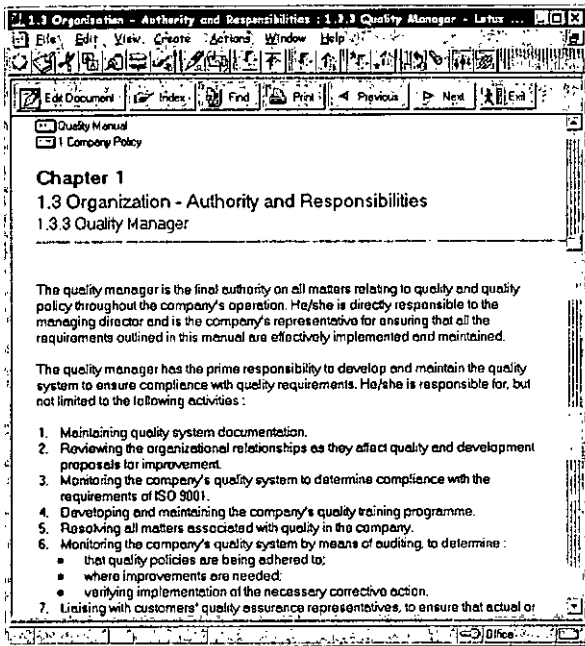 1.3 Organization - Authority and Responsibilities : 1.3.3 Quality Manager - Lotus ...
File Edit View Create Actions Window Help
Edit Document Index Find Print Previous Next Exit
Quality Manual
1 Company Policy
Chapter 1
1.3 Organization - Authority and Responsibilities
1.3.3 Quality Manager
The quality manager is the final authority on all matters relating to quality and quality
policy throughout the company's operation. He/she is directly responsible to the
managing director and is the company's representative for ensuring that all the
requirements outlined in this manual are effectively implemented and maintained.
The quality manager has the prime responsibility to develop and maintain the quality
system to ensure compliance with quality requirements. He/she is responsible for, but
not limited to the following activities :
1. Maintaining quality system documentation.
2. Reviewing the organizational relationships as they affect quality and development
proposals for improvement.
3. Monitoring the company's quality system to determine compliance with the
requirements of ISO 9001.
4. Developing and maintaining the company's quality training programme.
5. Resolving all matters associated with quality in the company.
6. Monitoring the company's quality system by means of auditing, to determine :
• that quality policies are being adhered to;
• where improvements are needed;
• verifying implementation of the necessary corrective action.
7. Liaising with customers' quality assurance representatives, to ensure that actual or
Office